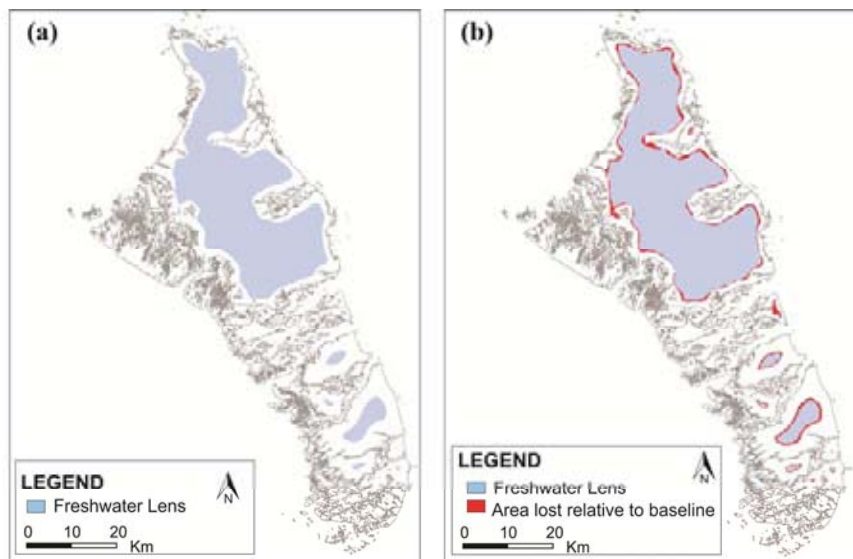 (a)
LEGEND
Freshwater Lens
N
0 10 20
Km
(b)
LEGEND
Freshwater Lens
Area lost relative to baseline
N
0 10 20
Km